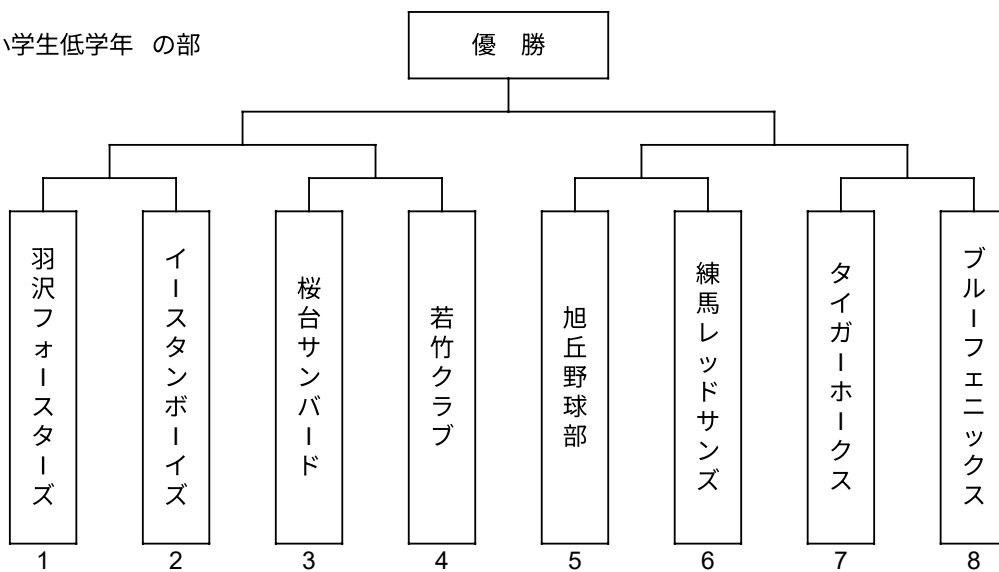 小学生低学年 の部
優 勝
羽沢フォースターズ
イースタンボーイズ
桜台サンバード
若竹クラブ
旭丘野球部
練馬レッドサンズ
タイガーホークス
ブルーフェニックス
1 2 3 4 5 6 7 8